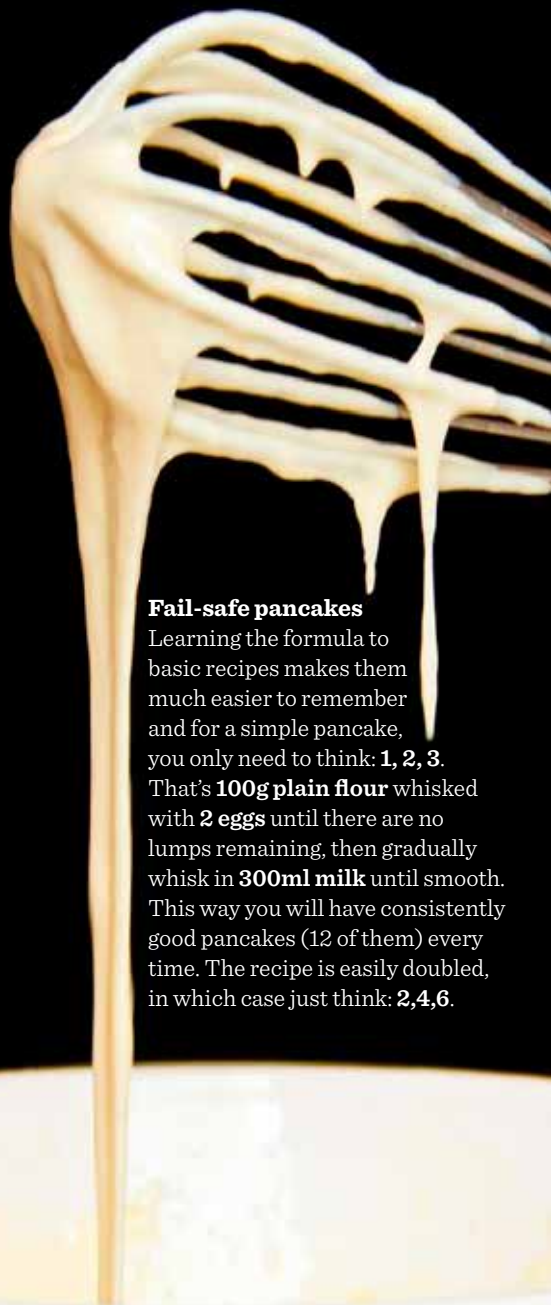 Fail-safe pancakes
Learning the formula to
basic recipes makes them
much easier to remember
and for a simple pancake,
you only need to think: 1, 2, 3.
That's 100g plain flour whisked
with 2 eggs until there are no
lumps remaining, then gradually
whisk in 300ml milk until smooth.
This way you will have consistently
good pancakes (12 of them) every
time. The recipe is easily doubled,
in which case just think: 2,4,6.